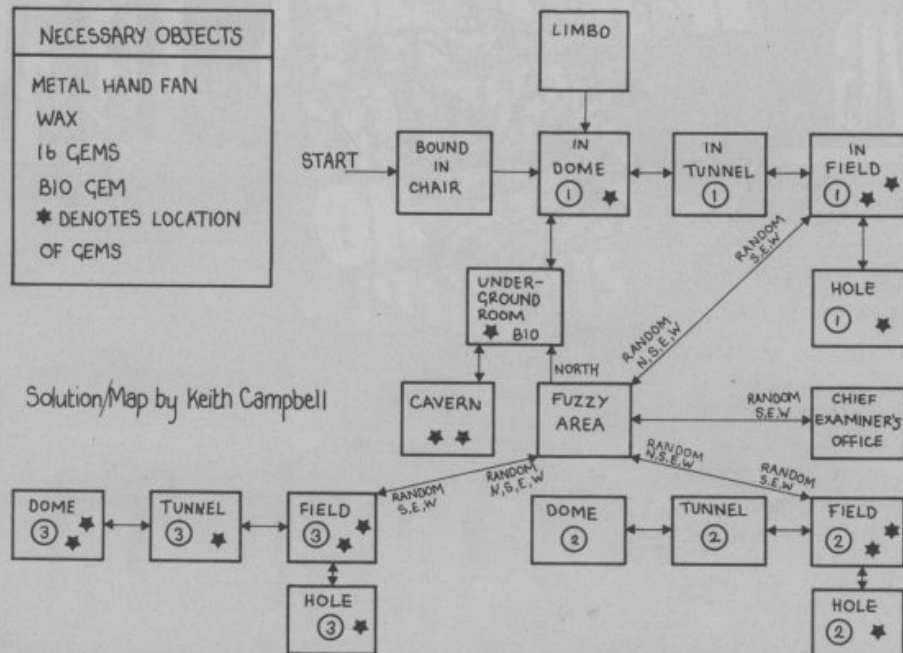 NECESSARY OBJECTS
METAL HAND FAN
WAX
16 GEMS
BIO GEM
★ DENOTES LOCATION
OF GEMS
LIMBO
START
BOUND
IN
CHAIR
IN
DOME
①
IN
TUNNEL
①
IN
FIELD
①
RANDOM
S,E,W
RANDOM
N,S,E,W
HOLE
①
UNDER-
GROUND
ROOM
BIO
NORTH
Solution/Map by Keith Campbell
CAVERN
FUZZY
AREA
RANDOM
S,E,W
CHIEF
EXAMINER'S
OFFICE
RANDOM
N,S,E,W
RANDOM
S,E,W
RANDOM
N,S,E,W
RANDOM
S,E,W
DOME
③
TUNNEL
③
FIELD
③
DOME
②
TUNNEL
②
FIELD
②
HOLE
③
HOLE
②